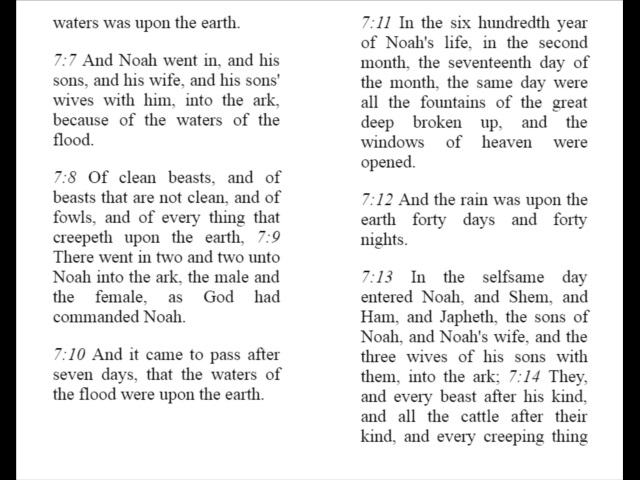 waters was upon the earth.
7:7 And Noah went in, and his
sons, and his wife, and his sons'
wives with him, into the ark,
because of the waters of the
flood.
7:8 Of clean beasts, and of
beasts that are not clean, and of
fowls, and of every thing that
creepeth upon the earth, 7:9
There went in two and two unto
Noah into the ark, the male and
the female, as God had
commanded Noah.
7:10 And it came to pass after
seven days, that the waters of
the flood were upon the earth.
7:11 In the six hundredth year
of Noah's life, in the second
month, the seventeenth day of
the month, the same day were
all the fountains of the great
deep broken up, and the
windows of heaven were
opened.
7:12 And the rain was upon the
earth forty days and forty
nights.
7:13 In the selfsame day
entered Noah, and Shem, and
Ham, and Japheth, the sons of
Noah, and Noah's wife, and the
three wives of his sons with
them, into the ark; 7:14 They,
and every beast after his kind,
and all the cattle after their
kind, and every creeping thing